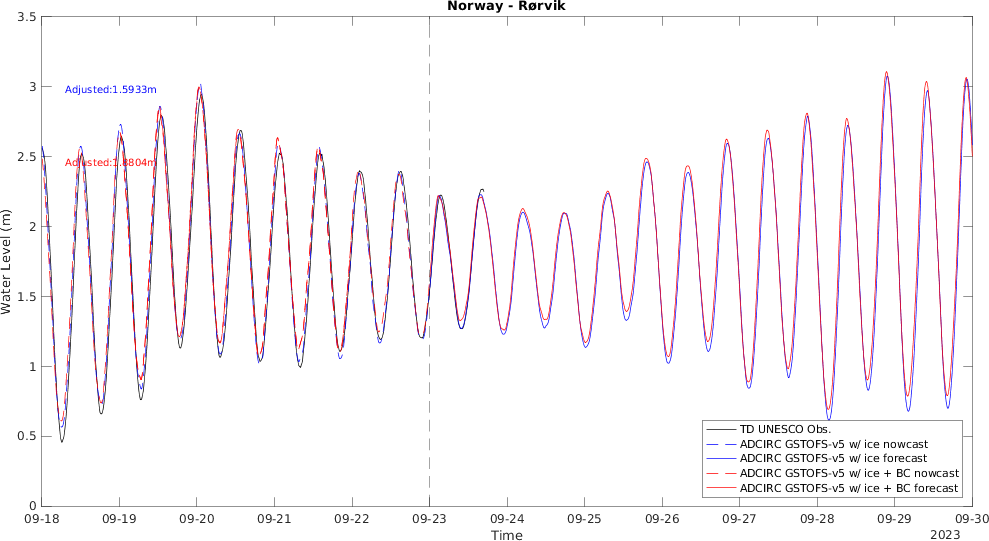 Norway - Rørvik
3.5
3
2.5
2
1.5
1
0.5
0
Water Level (m)
Adjusted:1.5933m
Adjusted:1.8804m
TD UNESCO Obs.
ADCIRC GSTOFS-v5 w/ ice nowcast
ADCIRC GSTOFS-v5 w/ ice forecast
ADCIRC GSTOFS-v5 w/ ice + BC nowcast
ADCIRC GSTOFS-v5 w/ ice + BC forecast
09-18 09-19 09-20 09-21 09-22 09-23 09-24 09-25 09-26 09-27 09-28 09-29 09-30
Time
2023